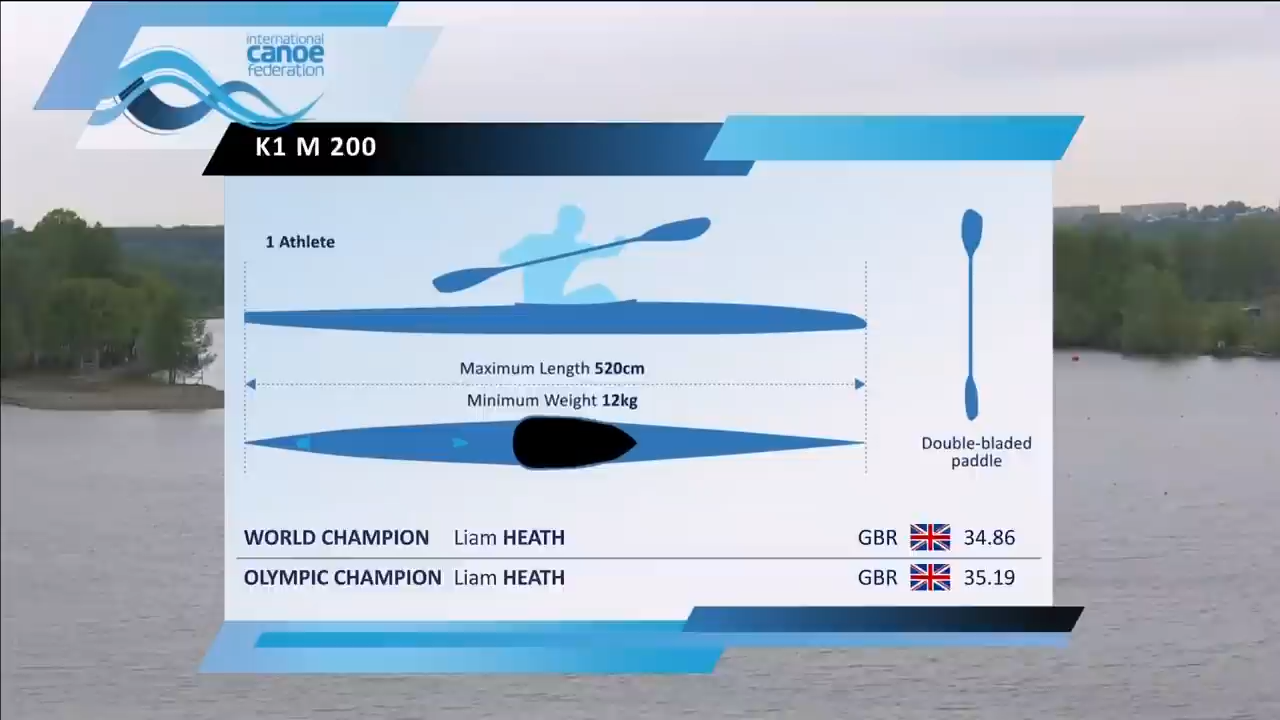 international
canoe
federation
K1 M 200
1 Athlete
Maximum Length 520cm
Minimum Weight 12kg
Double-bladed
paddle
WORLD CHAMPION Liam HEATH GBR 34.86
OLYMPIC CHAMPION Liam HEATH GBR 35.19